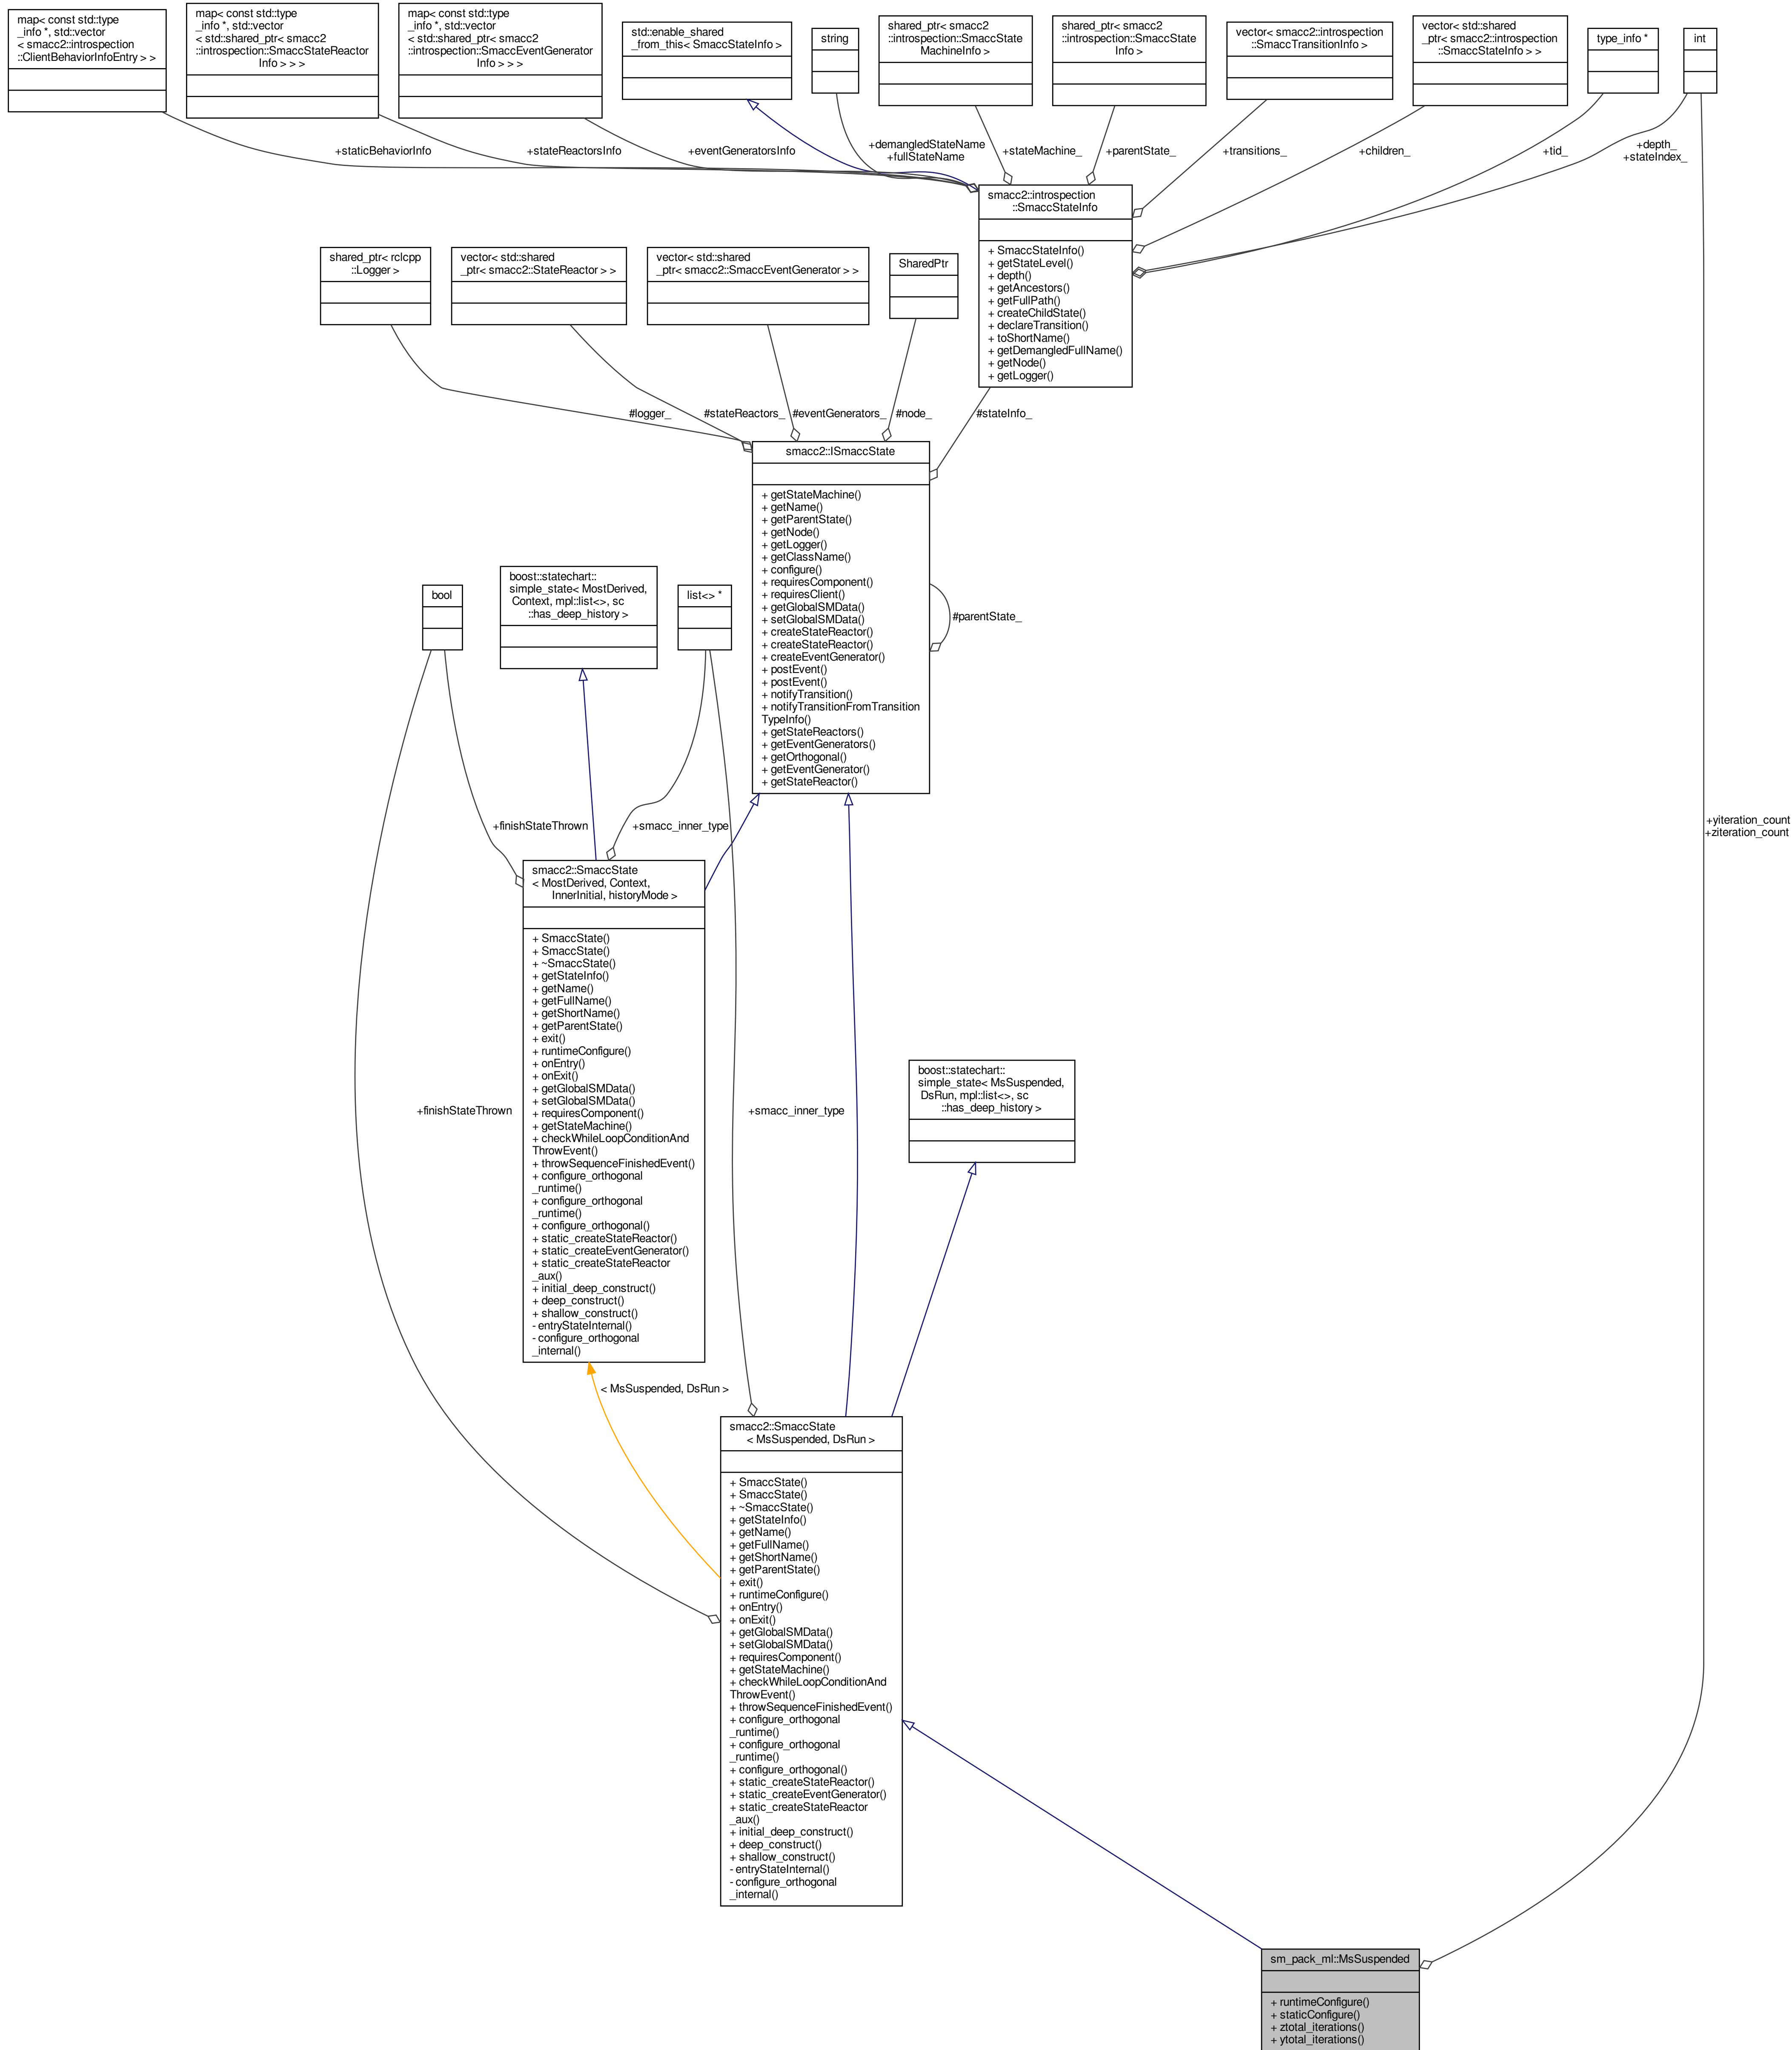 map< const std::type
_info *, std::vector
< smacc2::introspection
::ClientBehaviorInfoEntry > >
map< const std::type
_info *, std::vector
< std::shared_ptr< smacc2
::introspection::SmaccStateReactor
Info > > >
map< const std::type
_info *, std::vector
< std::shared_ptr< smacc2
::introspection::SmaccEventGenerator
Info > > >
std::enable_shared
_from_this< SmaccStateInfo >
string
shared_ptr< smacc2
::introspection::SmaccState
MachineInfo >
shared_ptr< smacc2
::introspection::SmaccState
Info >
vector< smacc2::introspection
::SmaccTransitionInfo >
vector< std::shared
_ptr< smacc2::introspection
::SmaccStateInfo > >
type_info *
int
+staticBehaviorInfo
+stateReactorsInfo
+eventGeneratorsInfo
+demangledStateName
+fullStateName
+stateMachine_
+parentState_
+transitions_
+children_
+tid_
+depth_
+stateIndex_
smacc2::introspection
::SmaccStateInfo
+ SmaccStateInfo()
+ getStateLevel()
+ depth()
+ getAncestors()
+ getFullPath()
+ createChildState()
+ declareTransition()
+ toShortName()
+ getDemangledFullName()
+ getNode()
+ getLogger()
shared_ptr< rclcpp
::Logger >
vector< std::shared
_ptr< smacc2::StateReactor > >
vector< std::shared
_ptr< smacc2::SmaccEventGenerator > >
SharedPtr
#logger_
#stateReactors_
#eventGenerators_
#node_
#stateInfo_
smacc2::ISmaccState
+ getStateMachine()
+ getName()
+ getParentState()
+ getNode()
+ getLogger()
+ getClassName()
+ configure()
+ requiresComponent()
+ requiresClient()
+ getGlobalSMData()
+ setGlobalSMData()
+ createStateReactor()
+ createStateReactor()
+ createEventGenerator()
+ postEvent()
+ postEvent()
+ notifyTransition()
+ notifyTransitionFromTransition
TypeInfo()
+ getStateReactors()
+ getEventGenerators()
+ getOrthogonal()
+ getEventGenerator()
+ getStateReactor()
#parentState_
bool
boost::statechart::
simple_state< MostDerived,
Context, mpl::list<>, sc
::has_deep_history >
list<> *
+yiteration_count
+ziteration_count
+finishStateThrown
+smacc_inner_type
smacc2::SmaccState
< MostDerived, Context,
InnerInitial, historyMode >
+ SmaccState()
+ SmaccState()
+ ~SmaccState()
+ getStateInfo()
+ getName()
+ getFullName()
+ getShortName()
+ getParentState()
+ exit()
+ runtimeConfigure()
+ onEntry()
+ onExit()
+ getGlobalSMData()
+ setGlobalSMData()
+ requiresComponent()
+ getStateMachine()
+ checkWhileLoopConditionAnd
ThrowEvent()
+ throwSequenceFinishedEvent()
+ configure_orthogonal
_runtime()
+ configure_orthogonal
_runtime()
+ configure_orthogonal()
+ static_createStateReactor()
+ static_createEventGenerator()
+ static_createStateReactor
_aux()
+ initial_deep_construct()
+ deep_construct()
+ shallow_construct()
- entryStateInternal()
- configure_orthogonal
_internal()
+finishStateThrown
+smacc_inner_type
boost::statechart::
simple_state< MsSuspended,
DsRun, mpl::list<>, sc
::has_deep_history >
< MsSuspended, DsRun >
smacc2::SmaccState
< MsSuspended, DsRun >
+ SmaccState()
+ SmaccState()
+ ~SmaccState()
+ getStateInfo()
+ getName()
+ getFullName()
+ getShortName()
+ getParentState()
+ exit()
+ runtimeConfigure()
+ onEntry()
+ onExit()
+ getGlobalSMData()
+ setGlobalSMData()
+ requiresComponent()
+ getStateMachine()
+ checkWhileLoopConditionAnd
ThrowEvent()
+ throwSequenceFinishedEvent()
+ configure_orthogonal
_runtime()
+ configure_orthogonal
_runtime()
+ configure_orthogonal()
+ static_createStateReactor()
+ static_createEventGenerator()
+ static_createStateReactor
_aux()
+ initial_deep_construct()
+ deep_construct()
+ shallow_construct()
- entryStateInternal()
- configure_orthogonal
_internal()
sm_pack_ml::MsSuspended
+ runtimeConfigure()
+ staticConfigure()
+ ztotal_iterations()
+ ytotal_iterations()